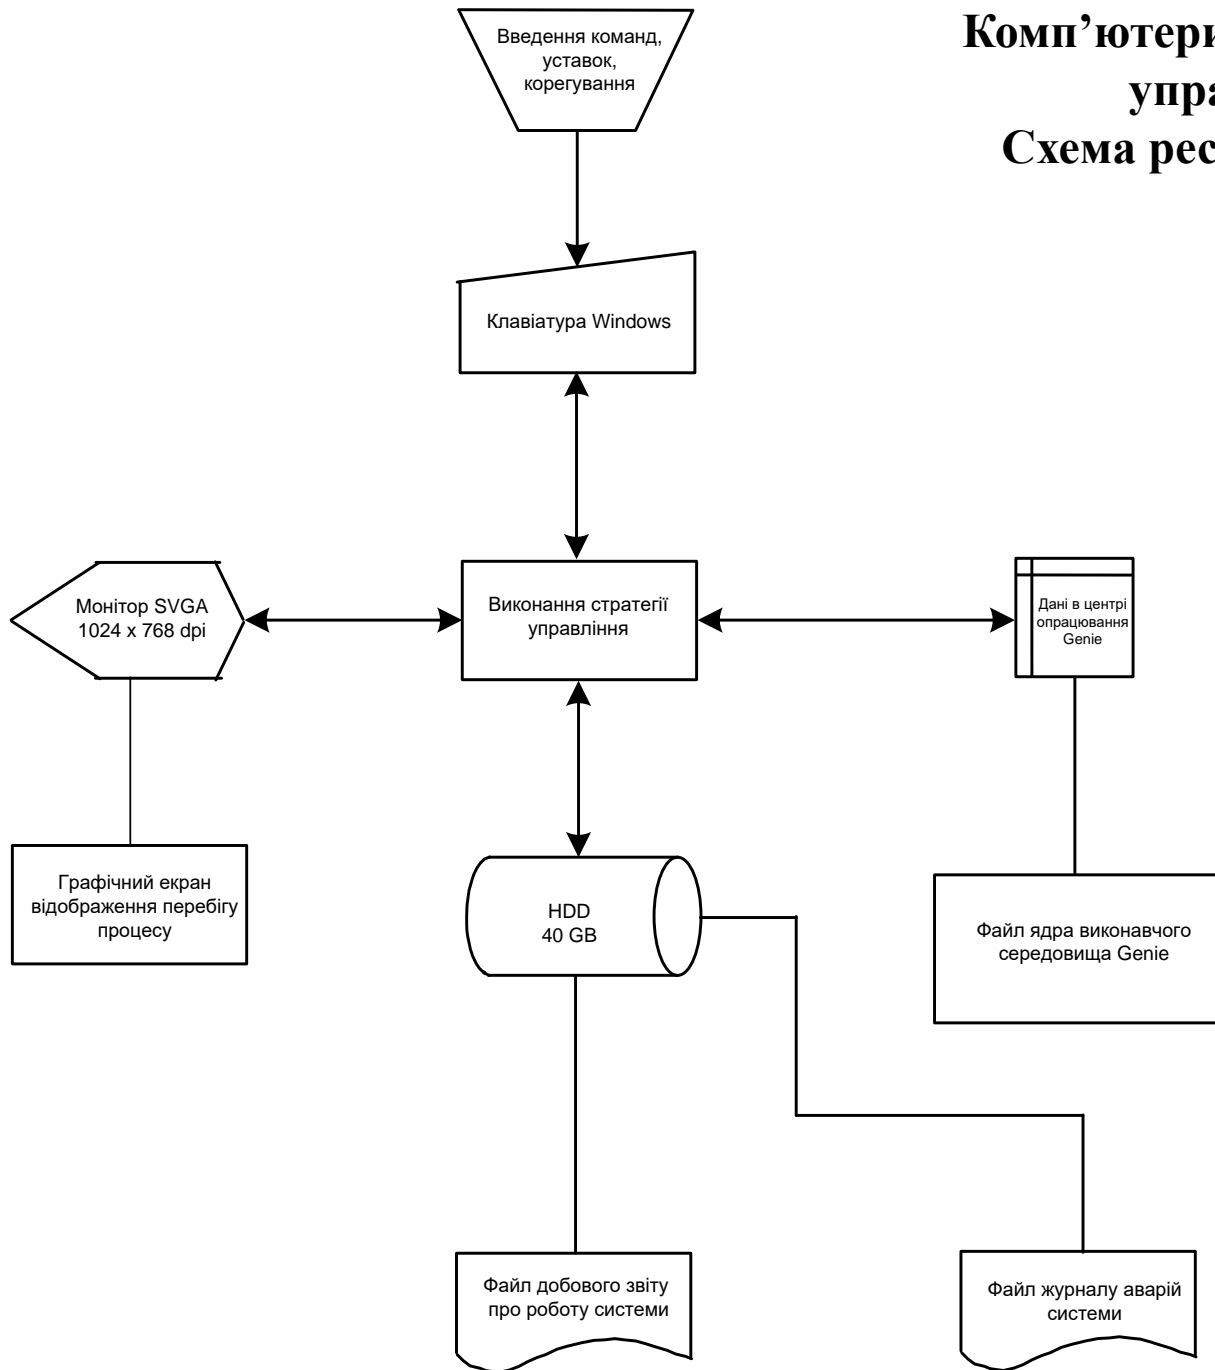 Введення команд,
уставок,
корегування
Комп’ютери
упра
Схема рес
Клавіатура Windows
Монітор SVGA
1024 x 768 dpi
Виконання стратегії
управління
Дані в центрі
опрацювання
Genie
Графічний екран
відображення перебігу
процесу
HDD
40 GB
Файл ядра виконавчого
середовища Genie
Файл добового звіту
про роботу системи
Файл журналу аварій
системи